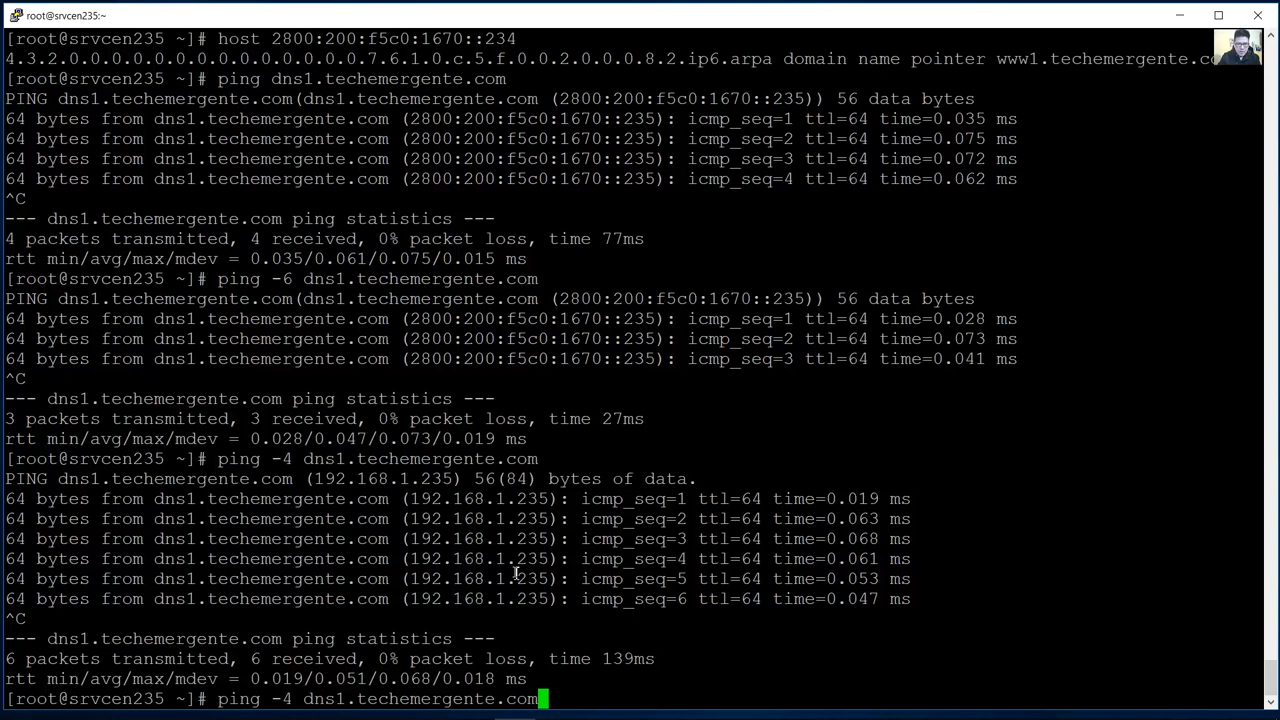 root@srvcen235:~
[root@srvcen235 ~]# host 2800:200:f5c0:1670::234
4.3.2.0.0.0.0.0.0.0.0.0.0.0.0.0.0.7.6.1.0.c.5.f.0.0.2.0.0.0.8.2.ip6.arpa domain name pointer www1.techemergente.co
[root@srvcen235 ~]# ping dns1.techemergente.com
PING dns1.techemergente.com(dns1.techemergente.com (2800:200:f5c0:1670::235)) 56 data bytes
64 bytes from dns1.techemergente.com (2800:200:f5c0:1670::235): icmp_seq=1 ttl=64 time=0.035 ms
64 bytes from dns1.techemergente.com (2800:200:f5c0:1670::235): icmp_seq=2 ttl=64 time=0.075 ms
64 bytes from dns1.techemergente.com (2800:200:f5c0:1670::235): icmp_seq=3 ttl=64 time=0.072 ms
64 bytes from dns1.techemergente.com (2800:200:f5c0:1670::235): icmp_seq=4 ttl=64 time=0.062 ms
^C
--- dns1.techemergente.com ping statistics ---
4 packets transmitted, 4 received, 0% packet loss, time 77ms
rtt min/avg/max/mdev = 0.035/0.061/0.075/0.015 ms
[root@srvcen235 ~]# ping -6 dns1.techemergente.com
PING dns1.techemergente.com(dns1.techemergente.com (2800:200:f5c0:1670::235)) 56 data bytes
64 bytes from dns1.techemergente.com (2800:200:f5c0:1670::235): icmp_seq=1 ttl=64 time=0.028 ms
64 bytes from dns1.techemergente.com (2800:200:f5c0:1670::235): icmp_seq=2 ttl=64 time=0.073 ms
64 bytes from dns1.techemergente.com (2800:200:f5c0:1670::235): icmp_seq=3 ttl=64 time=0.041 ms
^C
--- dns1.techemergente.com ping statistics ---
3 packets transmitted, 3 received, 0% packet loss, time 27ms
rtt min/avg/max/mdev = 0.028/0.047/0.073/0.019 ms
[root@srvcen235 ~]# ping -4 dns1.techemergente.com
PING dns1.techemergente.com (192.168.1.235) 56(84) bytes of data.
64 bytes from dns1.techemergente.com (192.168.1.235): icmp_seq=1 ttl=64 time=0.019 ms
64 bytes from dns1.techemergente.com (192.168.1.235): icmp_seq=2 ttl=64 time=0.063 ms
64 bytes from dns1.techemergente.com (192.168.1.235): icmp_seq=3 ttl=64 time=0.068 ms
64 bytes from dns1.techemergente.com (192.168.1.235): icmp_seq=4 ttl=64 time=0.061 ms
64 bytes from dns1.techemergente.com (192.168.1.235): icmp_seq=5 ttl=64 time=0.053 ms
64 bytes from dns1.techemergente.com (192.168.1.235): icmp_seq=6 ttl=64 time=0.047 ms
^C
--- dns1.techemergente.com ping statistics ---
6 packets transmitted, 6 received, 0% packet loss, time 139ms
rtt min/avg/max/mdev = 0.019/0.051/0.068/0.018 ms
[root@srvcen235 ~]# ping -4 dns1.techemergente.com